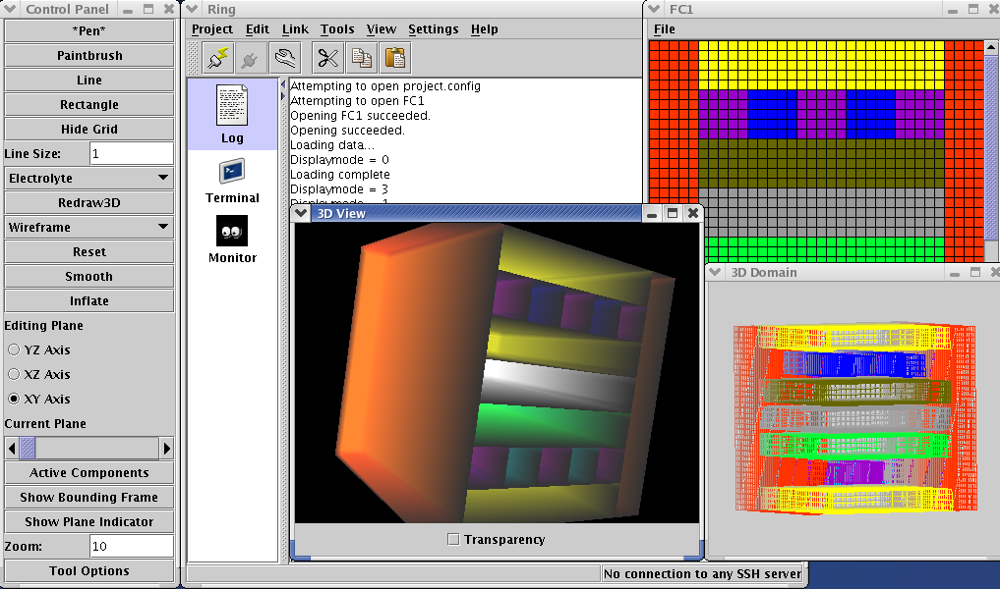 Control Panel
*Pen*
Paintbrush
Line
Rectangle
Hide Grid
Line Size: 1
Electrolyte
Redraw3D
Wireframe
Reset
Smooth
Inflate
Editing Plane
YZ Axis
XZ Axis
XY Axis
Current Plane
Active Components
Show Bounding Frame
Show Plane Indicator
Zoom: 10
Tool Options
Ring
Project Edit Link Tools View Settings Help
Log
Terminal
Monitor
Attempting to open project.config
Attempting to open FC1
Opening FC1 succeeded.
Opening succeeded.
Loading data...
Displaymode = 0
Loading complete
Displaymode = 3
3D View
Transparency
No connection to any SSH server
FC1
File
3D Domain